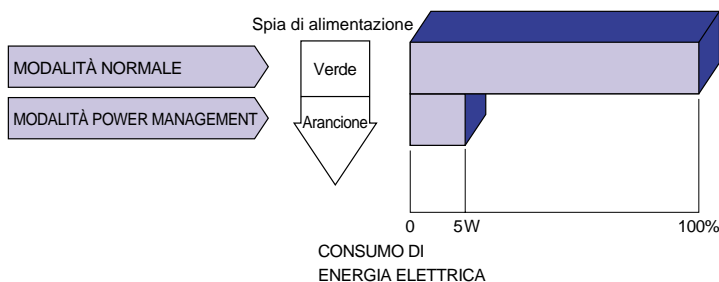 Spia di alimentazione
MODALITÀ NORMALE
Verde
MODALITÀ POWER MANAGEMENT
Arancione
0
5W
100%
CONSUMO DI
ENERGIA ELETTRICA